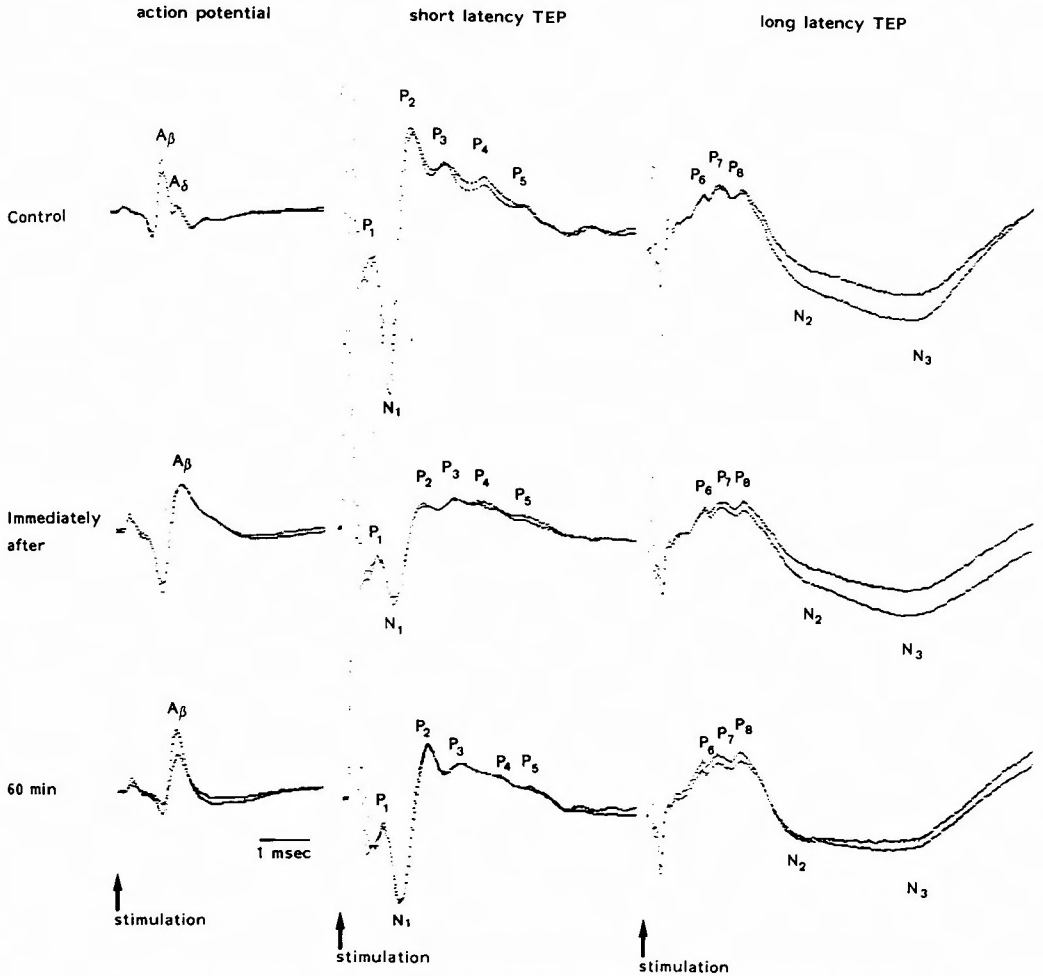 action potential
short latency TEP
long latency TEP
Control
Aβ
Aδ
P1
N1
P2
P3
P4
P5
P6
P7
P8
N2
N3
Immediately
after
Aβ
P1
N1
P2
P3
P4
P5
P6
P7
P8
N2
N3
60 min
Aβ
1 msec
P1
N1
P2
P3
P4
P5
P6
P7
P8
N2
N3
stimulation
stimulation
stimulation